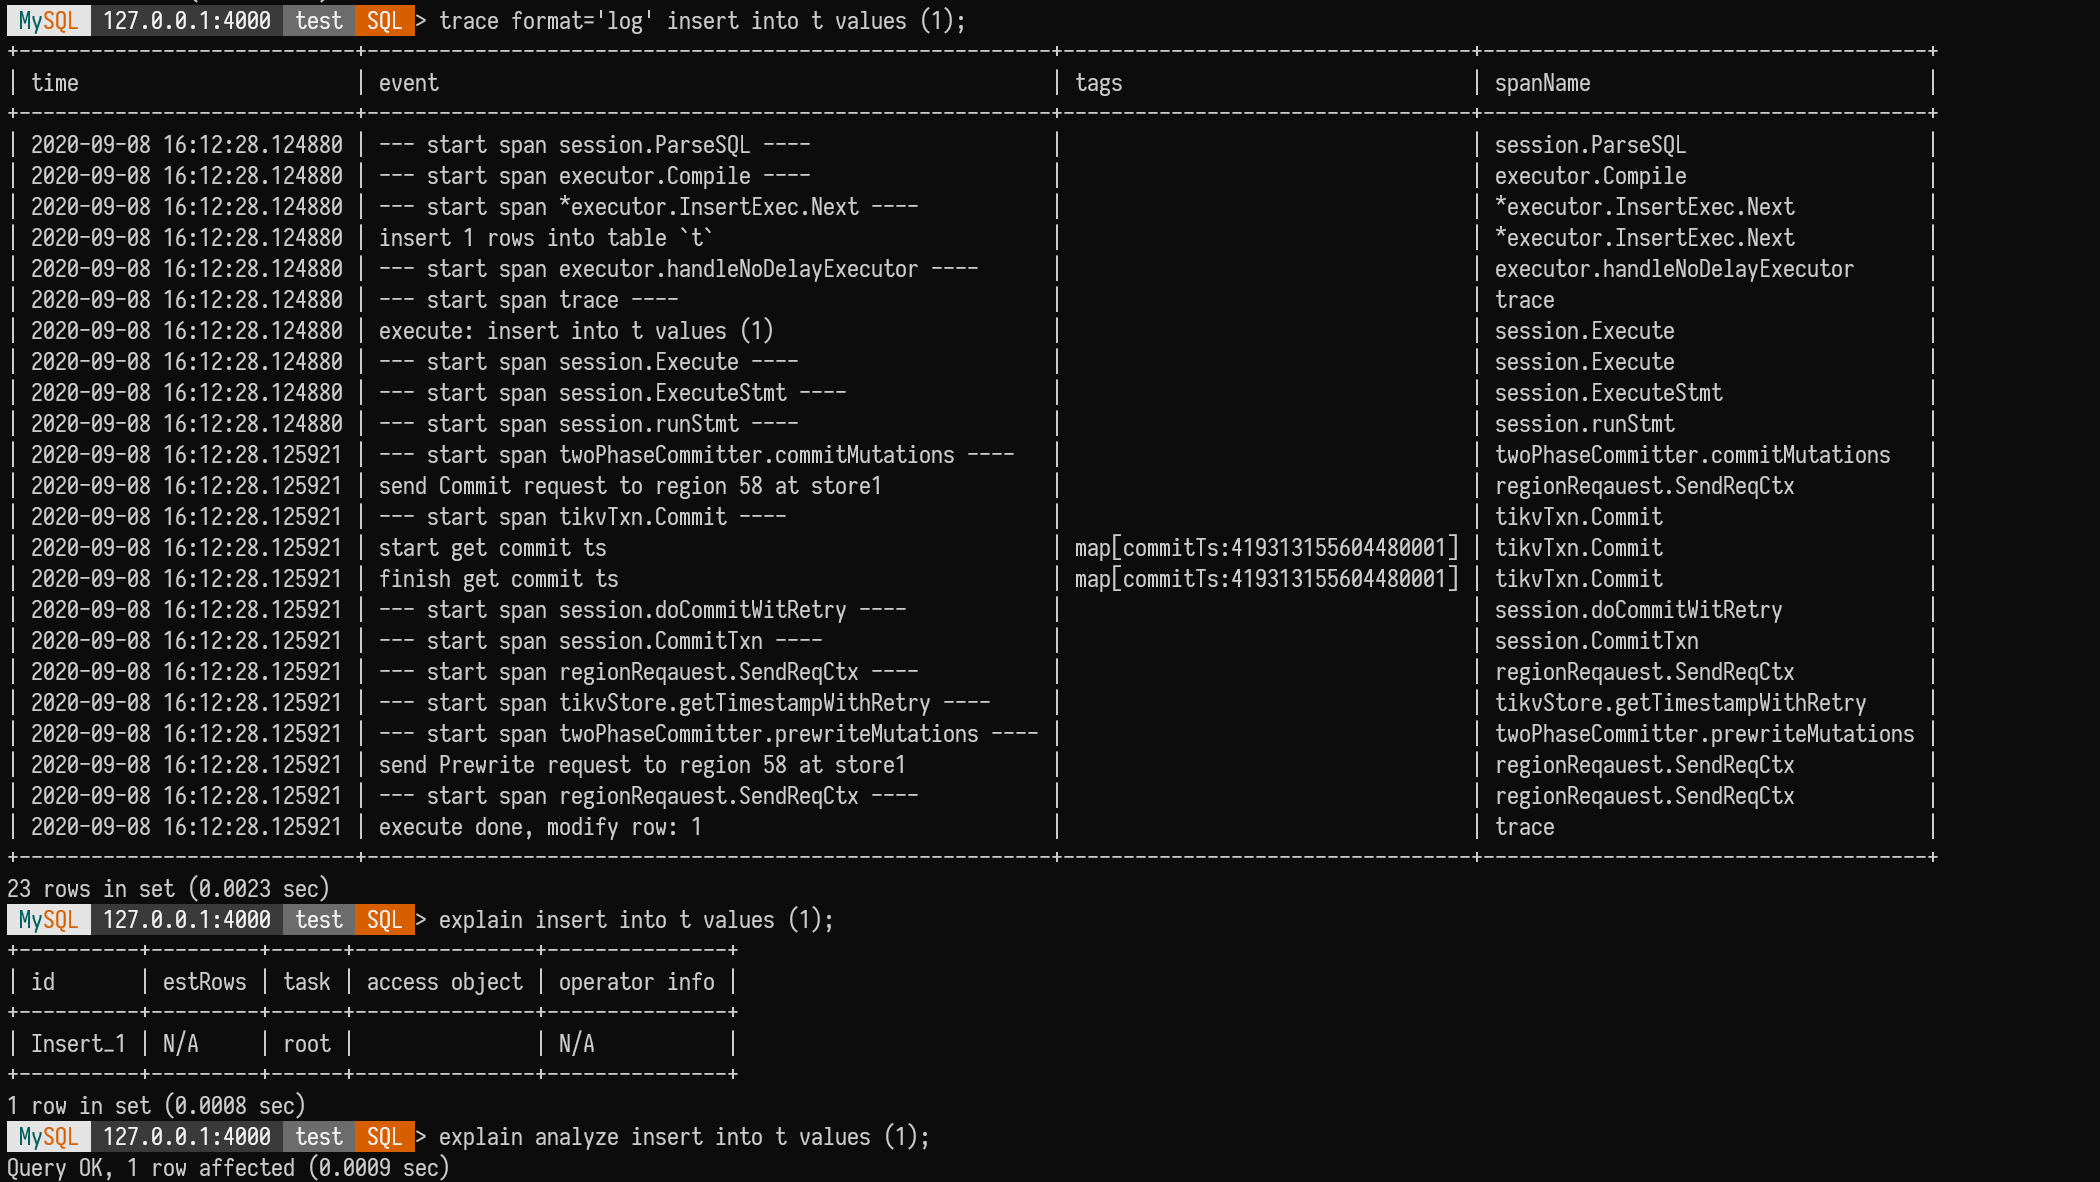 MySQL 127.0.0.1:4000 test SQL > trace format='log' insert into t values (1);
+----------------------------+---------------------------------------------------------+----------------------------------+-------------------------------------+
| time                       | event                                                   | tags                             | spanName                            |
+----------------------------+---------------------------------------------------------+----------------------------------+-------------------------------------+
| 2020-09-08 16:12:28.124880 | --- start span session.ParseSQL ----                    |                                  | session.ParseSQL                    |
| 2020-09-08 16:12:28.124880 | --- start span executor.Compile ----                    |                                  | executor.Compile                    |
| 2020-09-08 16:12:28.124880 | --- start span *executor.InsertExec.Next ----           |                                  | *executor.InsertExec.Next           |
| 2020-09-08 16:12:28.124880 | insert 1 rows into table `t`                            |                                  | *executor.InsertExec.Next           |
| 2020-09-08 16:12:28.124880 | --- start span executor.handleNoDelayExecutor ----      |                                  | executor.handleNoDelayExecutor      |
| 2020-09-08 16:12:28.124880 | --- start span trace ----                               |                                  | trace                               |
| 2020-09-08 16:12:28.124880 | execute: insert into t values (1)                       |                                  | session.Execute                     |
| 2020-09-08 16:12:28.124880 | --- start span session.Execute ----                     |                                  | session.Execute                     |
| 2020-09-08 16:12:28.124880 | --- start span session.ExecuteStmt ----                 |                                  | session.ExecuteStmt                 |
| 2020-09-08 16:12:28.124880 | --- start span session.runStmt ----                     |                                  | session.runStmt                     |
| 2020-09-08 16:12:28.125921 | --- start span twoPhaseCommitter.commitMutations ----   |                                  | twoPhaseCommitter.commitMutations   |
| 2020-09-08 16:12:28.125921 | send Commit request to region 58 at store1              |                                  | regionReqauest.SendReqCtx           |
| 2020-09-08 16:12:28.125921 | --- start span tikvTxn.Commit ----                      |                                  | tikvTxn.Commit                      |
| 2020-09-08 16:12:28.125921 | start get commit ts                                     | map[commitTs:419313155604480001] | tikvTxn.Commit                      |
| 2020-09-08 16:12:28.125921 | finish get commit ts                                    | map[commitTs:419313155604480001] | tikvTxn.Commit                      |
| 2020-09-08 16:12:28.125921 | --- start span session.doCommitWitRetry ----            |                                  | session.doCommitWitRetry            |
| 2020-09-08 16:12:28.125921 | --- start span session.CommitTxn ----                   |                                  | session.CommitTxn                   |
| 2020-09-08 16:12:28.125921 | --- start span regionReqauest.SendReqCtx ----           |                                  | regionReqauest.SendReqCtx           |
| 2020-09-08 16:12:28.125921 | --- start span tikvStore.getTimestampWithRetry ----     |                                  | tikvStore.getTimestampWithRetry     |
| 2020-09-08 16:12:28.125921 | --- start span twoPhaseCommitter.prewriteMutations ---- |                                  | twoPhaseCommitter.prewriteMutations |
| 2020-09-08 16:12:28.125921 | send Prewrite request to region 58 at store1            |                                  | regionReqauest.SendReqCtx           |
| 2020-09-08 16:12:28.125921 | --- start span regionReqauest.SendReqCtx ----           |                                  | regionReqauest.SendReqCtx           |
| 2020-09-08 16:12:28.125921 | execute done, modify row: 1                             |                                  | trace                               |
+----------------------------+---------------------------------------------------------+----------------------------------+-------------------------------------+
23 rows in set (0.0023 sec)
MySQL 127.0.0.1:4000 test SQL > explain insert into t values (1);
+----------+---------+------+---------------+---------------+
| id       | estRows | task | access object | operator info |
+----------+---------+------+---------------+---------------+
| Insert_1 | N/A     | root |               | N/A           |
+----------+---------+------+---------------+---------------+
1 row in set (0.0008 sec)
MySQL 127.0.0.1:4000 test SQL > explain analyze insert into t values (1);
Query OK, 1 row affected (0.0009 sec)